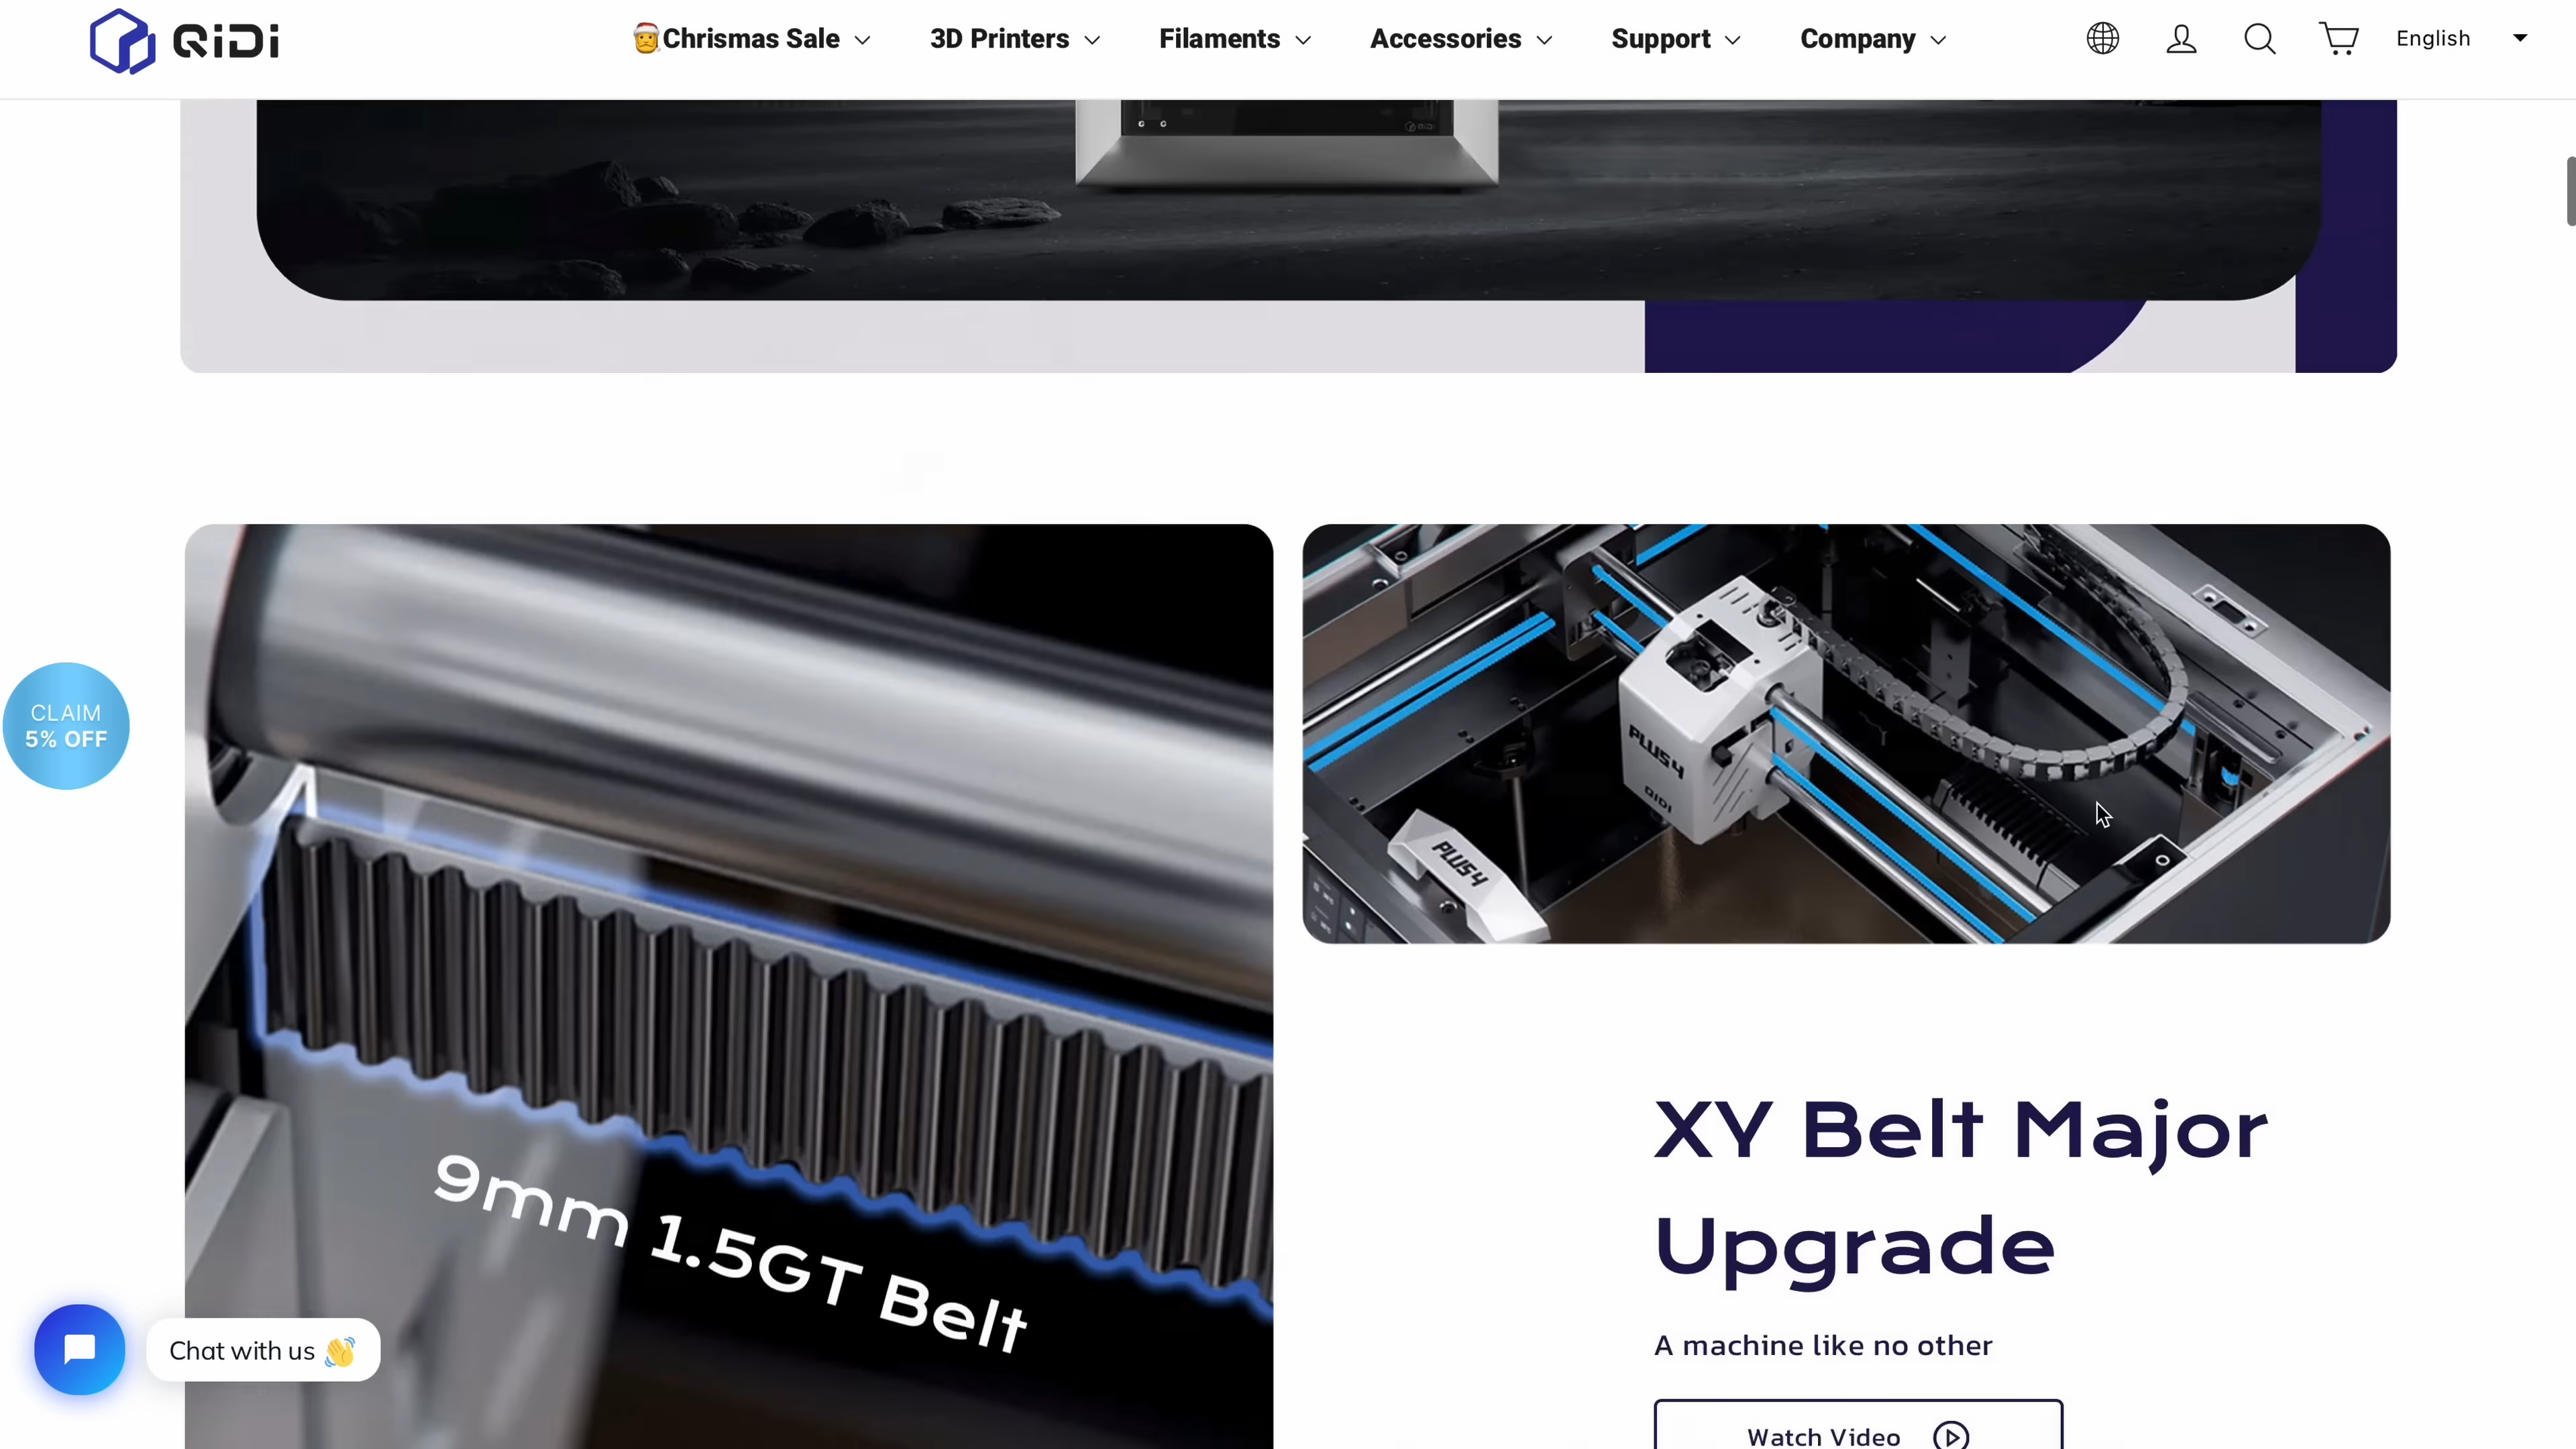 QIDI
🎅Chrismas Sale
3D Printers
Filaments
Accessories
Support
Company
English
CLAIM
5% OFF
PLUS4
QIDI
PLUS4
9mm 1.5GT Belt
XY Belt Major
Upgrade
A machine like no other
Watch Video
Chat with us 👋